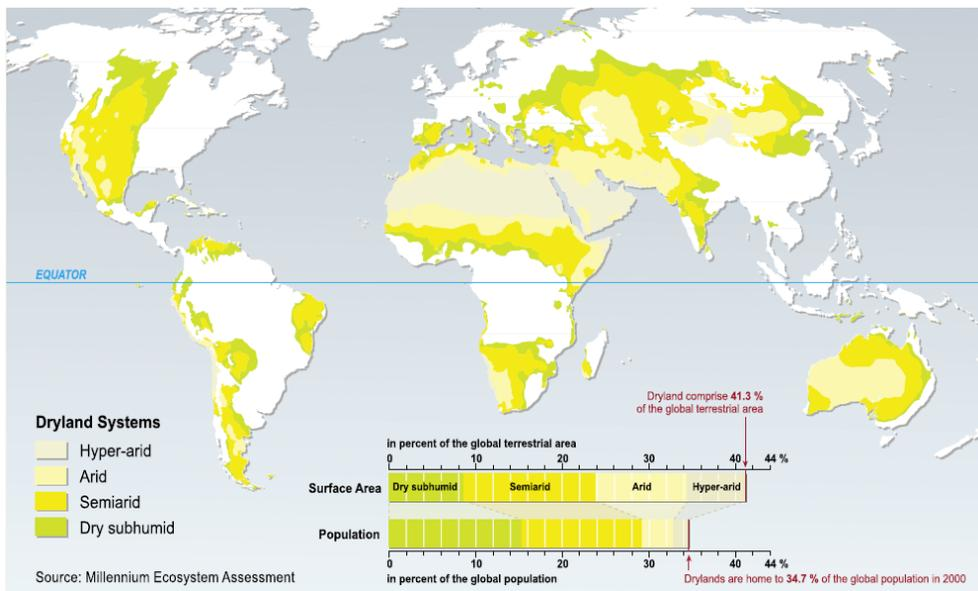 EQUATOR
Dryland comprise 41.3 %
of the global terrestrial area
Dryland Systems
Hyper-arid
Arid
Semiarid
Dry subhumid
in percent of the global terrestrial area
0 10 20 30 40 44 %
Surface Area Dry subhumid Semiarid Arid Hyper-arid
Population
0 10 20 30 40 44 %
in percent of the global population
Drylands are home to 34.7 % of the global population in 2000
Source: Millennium Ecosystem Assessment